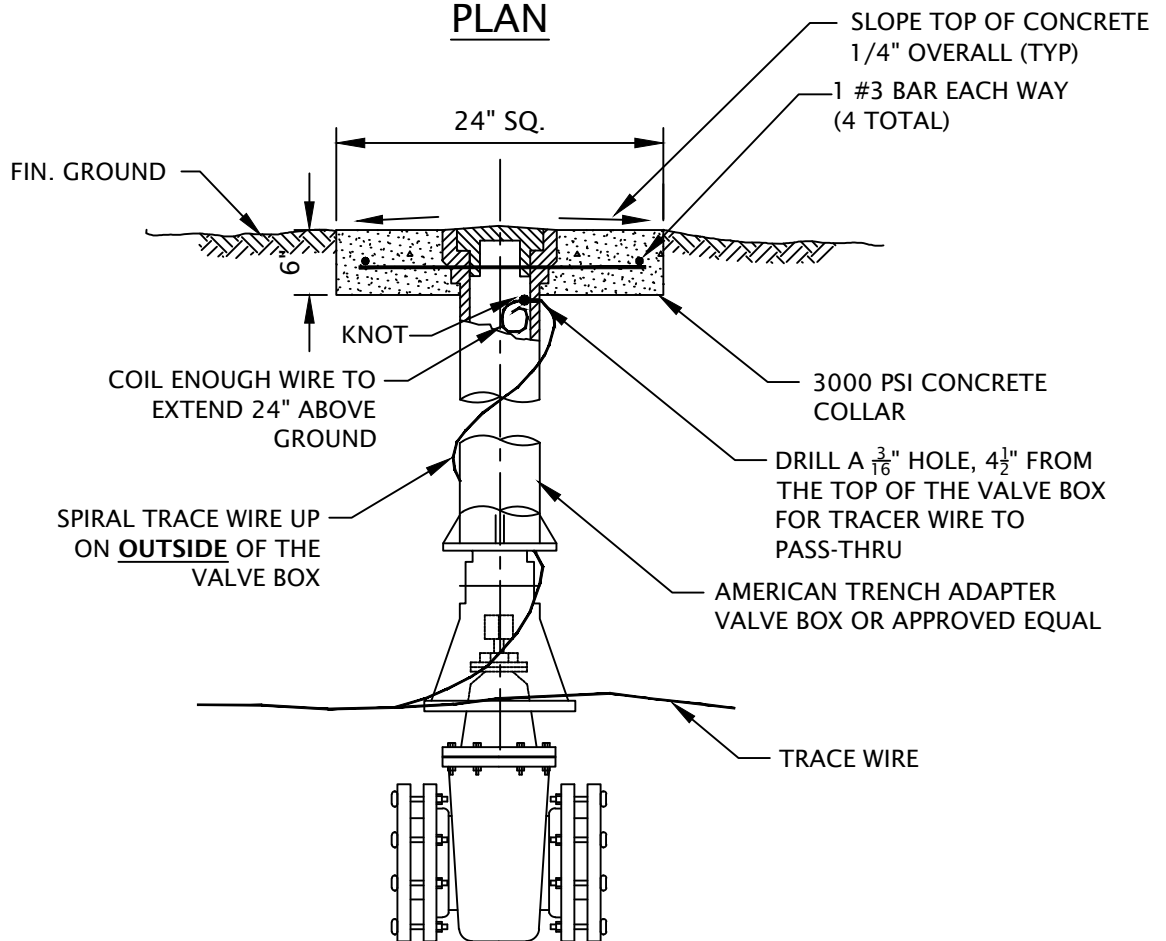 PLAN
SLOPE TOP OF CONCRETE
1/4" OVERALL (TYP)
1 #3 BAR EACH WAY
(4 TOTAL)
24" SQ.
FIN. GROUND
6"
KNOT
COIL ENOUGH WIRE TO
EXTEND 24" ABOVE
GROUND
3000 PSI CONCRETE
COLLAR
DRILL A 3/16" HOLE, 4 1/2" FROM
THE TOP OF THE VALVE BOX
FOR TRACER WIRE TO
PASS-THRU
SPIRAL TRACE WIRE UP
ON OUTSIDE OF THE
VALVE BOX
AMERICAN TRENCH ADAPTER
VALVE BOX OR APPROVED EQUAL
TRACE WIRE